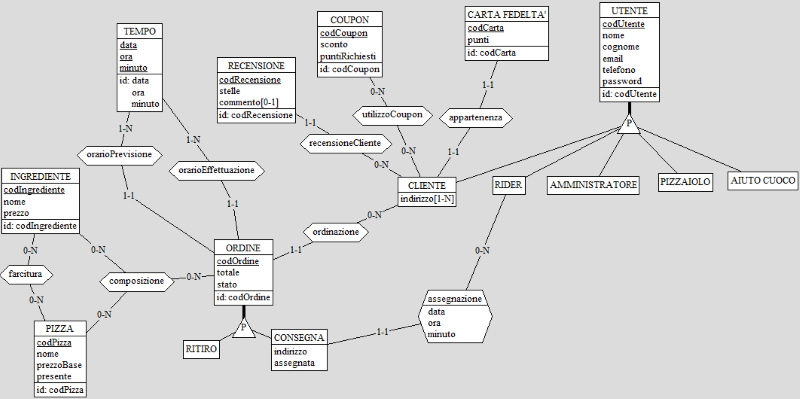 TEMPO
data
ora
minuto
id: data
ora
minuto
RECENSIONE
codRecensione
stelle
commento[0-1]
id: codRecensione
COUPON
codCoupon
sconto
puntiRichiesti
id: codCoupon
CARTA FEDELTA'
codCarta
punti
id: codCarta
UTENTE
codUtente
nome
cognome
email
telefono
password
id: codUtente
P
1-N
1-N
1-1
0-N
1-1
utilizzoCoupon
appartenenza
orarioPrevisione
orarioEffettuazione
recensioneCliente
0-N
0-N
1-1
INGREDIENTE
codIngrediente
nome
prezzo
id: codIngrediente
CLIENTE
indirizzo[1-N]
RIDER
AMMINISTRATORE
PIZZAIOLO
AIUTO CUOCO
1-1
1-1
0-N
ordinazione
1-1
0-N
0-N
0-N
0-N
farcitura
composizione
0-N
ORDINE
codOrdine
totale
stato
id: codOrdine
0-N
0-N
assegnazione
data
ora
minuto
PIZZA
codPizza
nome
prezzoBase
presente
id: codPizza
P
RITIRO
CONSEGNA
indirizzo
assegnata
1-1